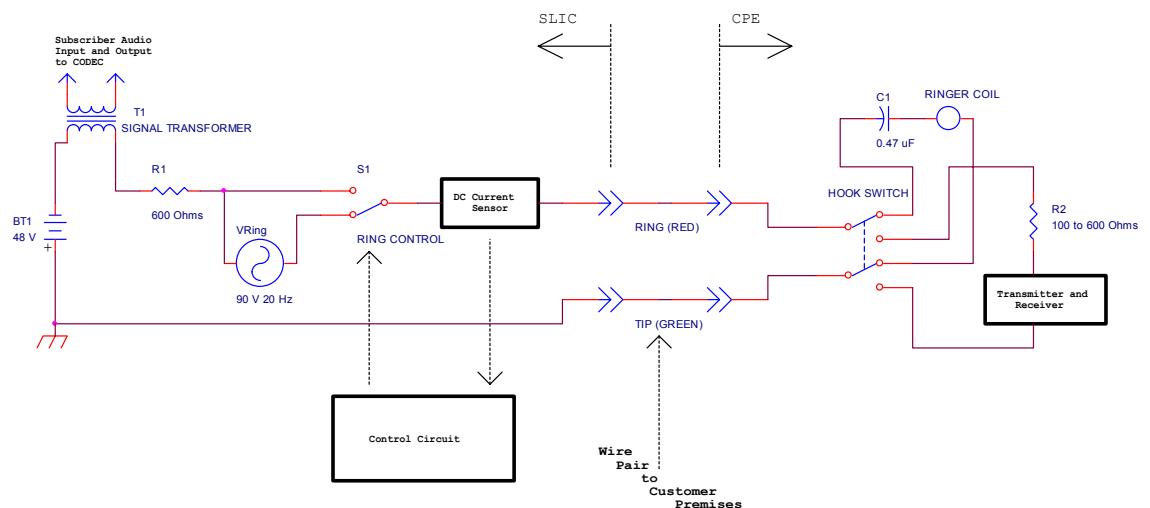 SLIC
CPE
Subscriber Audio
Input and Output
to CODEC
T1
SIGNAL TRANSFORMER
C1
RINGER COIL
0.47 uF
R1
S1
DC Current
Sensor
HOOK SWITCH
600 Ohms
BT1
48 V
+
VRing
RING CONTROL
RING (RED)
R2
100 to 600 Ohms
90 V 20 Hz
TIP (GREEN)
Transmitter and
Receiver
Control Circuit
Wire
Pair
to
Customer
Premises